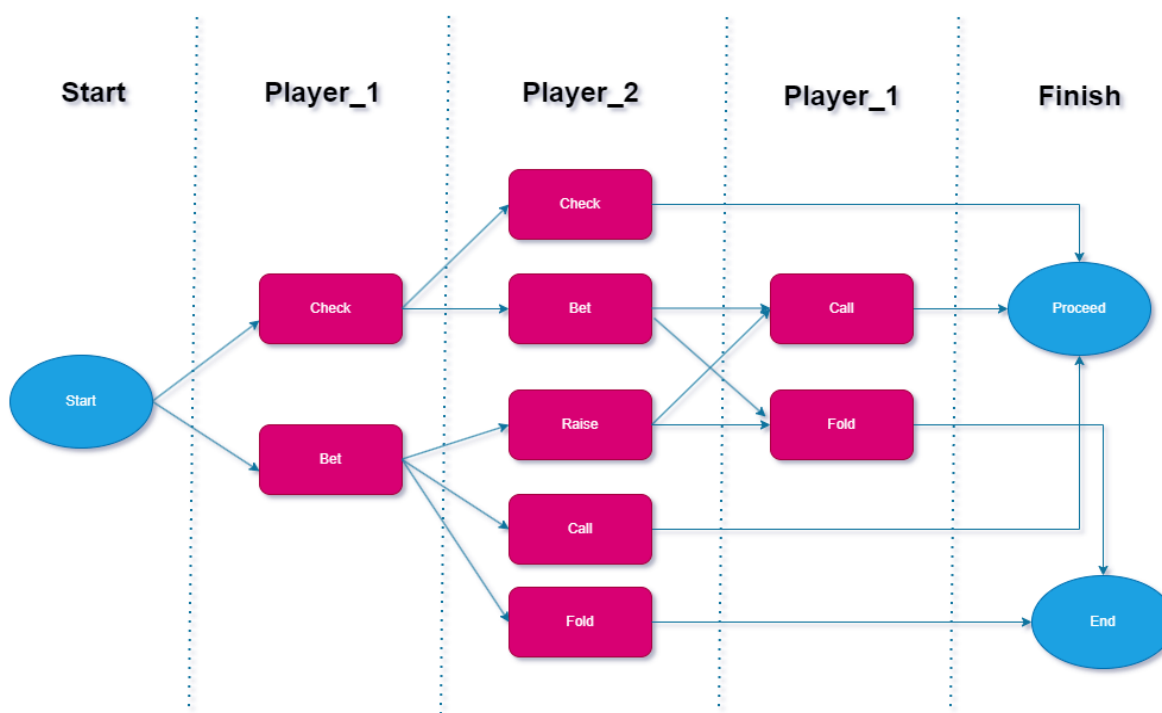 Start
Player_1
Player_2
Player_1
Finish
Check
Check
Bet
Call
Proceed
Start
Raise
Fold
Bet
Call
Fold
End